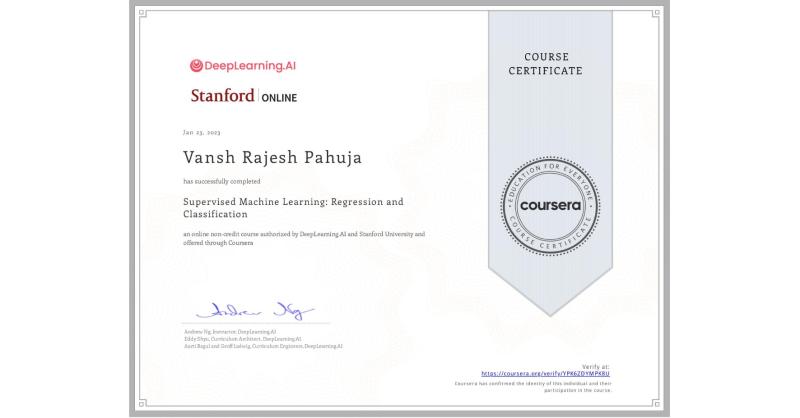 DeepLearning.AI
Stanford | ONLINE
COURSE
CERTIFICATE
Jan 23, 2023
Vansh Rajesh Pahuja
has successfully completed
Supervised Machine Learning: Regression and
Classification
an online non-credit course authorized by DeepLearning.AI and Stanford University and
offered through Coursera
EDUCATION FOR EVERYONE
coursera
COURSE CERTIFICATE
Andrew Ng
Andrew Ng, Instructor, DeepLearning.AI
Eddy Shyu, Curriculum Architect, DeepLearning.AI
Aarti Bagul and Geoff Ladwig, Curriculum Engineers, DeepLearning.AI
Verify at:
https://coursera.org/verify/YPK6ZDYMPK8U
Coursera has confirmed the identity of this individual and their
participation in the course.